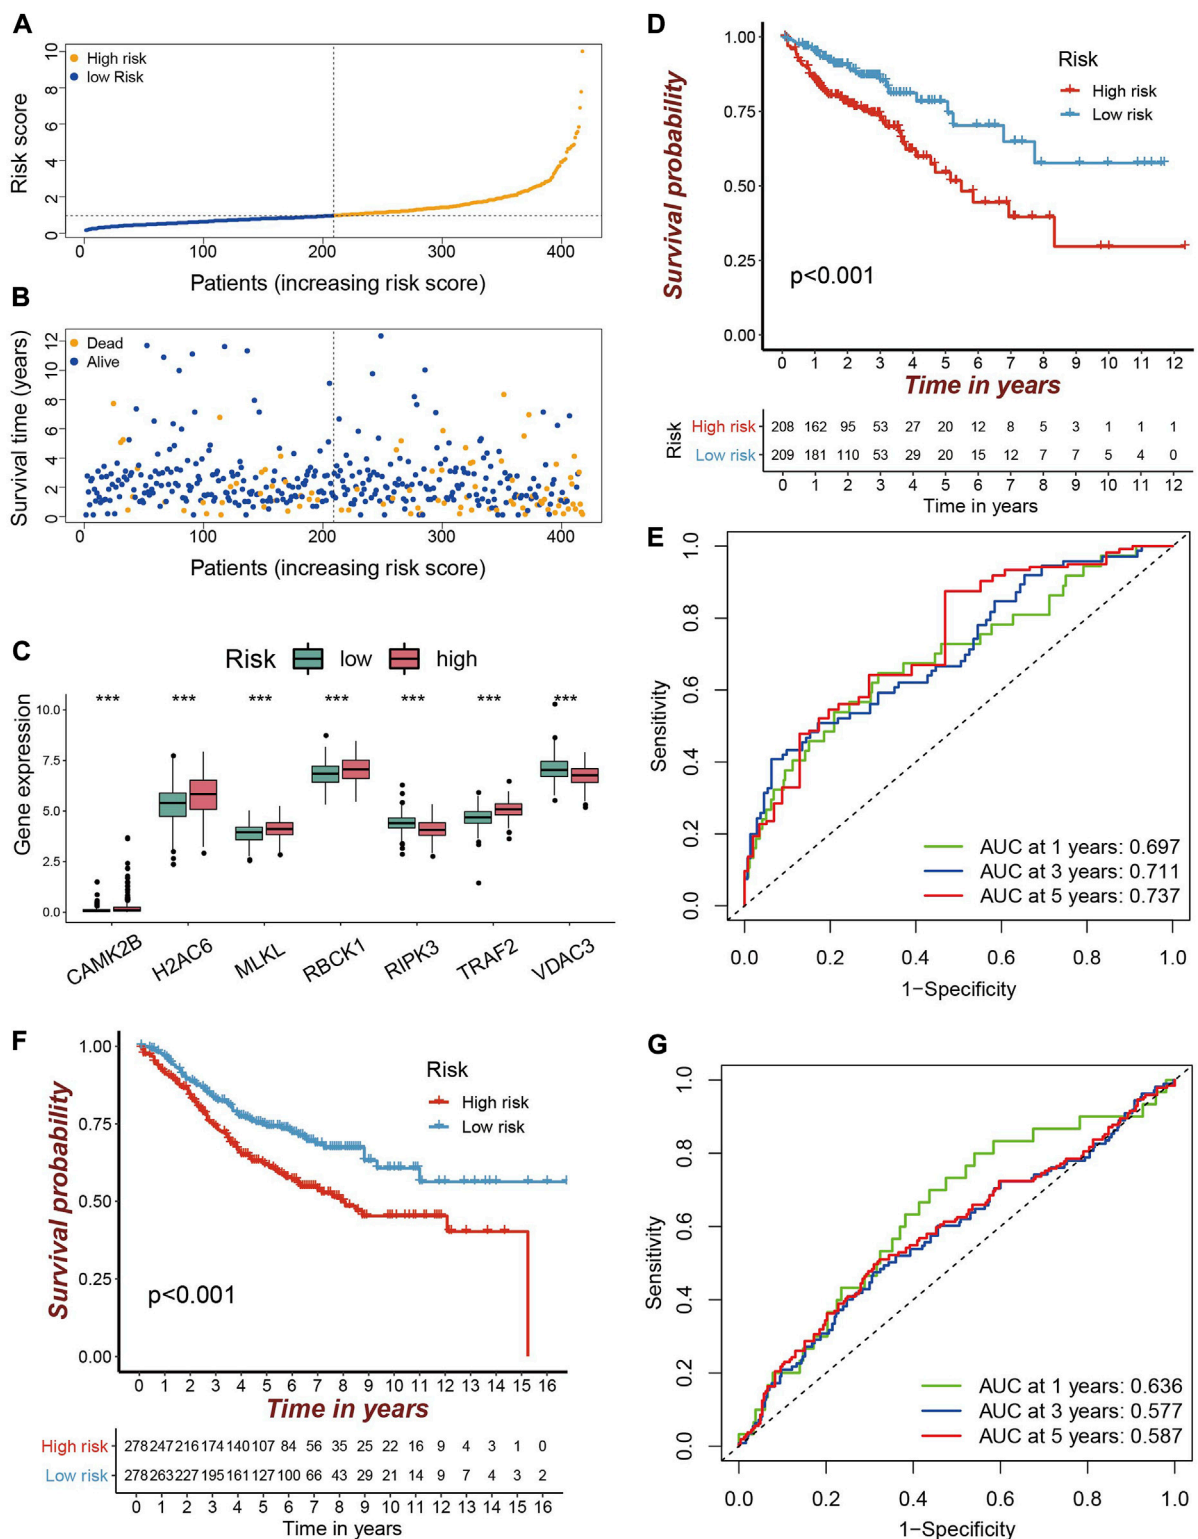 A
High risk
low Risk
Risk score
0 2 4 6 8 10
0 100 200 300 400
Patients (increasing risk score)
B
Dead
Alive
Survival time (years)
0 2 4 6 8 10 12
0 100 200 300 400
Patients (increasing risk score)
C
Risk low high
Gene expression
10.0
7.5
5.0
2.5
0.0
*** *** *** *** *** *** ***
CAMK2B H2AC6 MLKL RBCK1 RIPK3 TRAF2 VDAC3
D
Survival probability
1.00
0.75
0.50
0.25
0.00
Risk
High risk
Low risk
p<0.001
0 1 2 3 4 5 6 7 8 9 10 11 12
Time in years
Risk
High risk 208 162 95 53 27 20 12 8 5 3 1 1 1
Low risk 209 181 110 53 29 20 15 12 7 7 5 4 0
0 1 2 3 4 5 6 7 8 9 10 11 12
Time in years
E
Sensitivity
0.0 0.2 0.4 0.6 0.8 1.0
AUC at 1 years: 0.697
AUC at 3 years: 0.711
AUC at 5 years: 0.737
0.0 0.2 0.4 0.6 0.8 1.0
1−Specificity
F
Survival probability
1.00
0.75
0.50
0.25
0.00
Risk
High risk
Low risk
p<0.001
0 1 2 3 4 5 6 7 8 9 10 11 12 13 14 15 16
Time in years
High risk 278 247 216 174 140 107 84 56 35 25 22 16 9 4 3 1 0
Low risk 278 263 227 195 161 127 100 66 43 29 21 14 9 7 4 3 2
0 1 2 3 4 5 6 7 8 9 10 11 12 13 14 15 16
Time in years
G
Sensitivity
0.0 0.2 0.4 0.6 0.8 1.0
AUC at 1 years: 0.636
AUC at 3 years: 0.577
AUC at 5 years: 0.587
0.0 0.2 0.4 0.6 0.8 1.0
1−Specificity